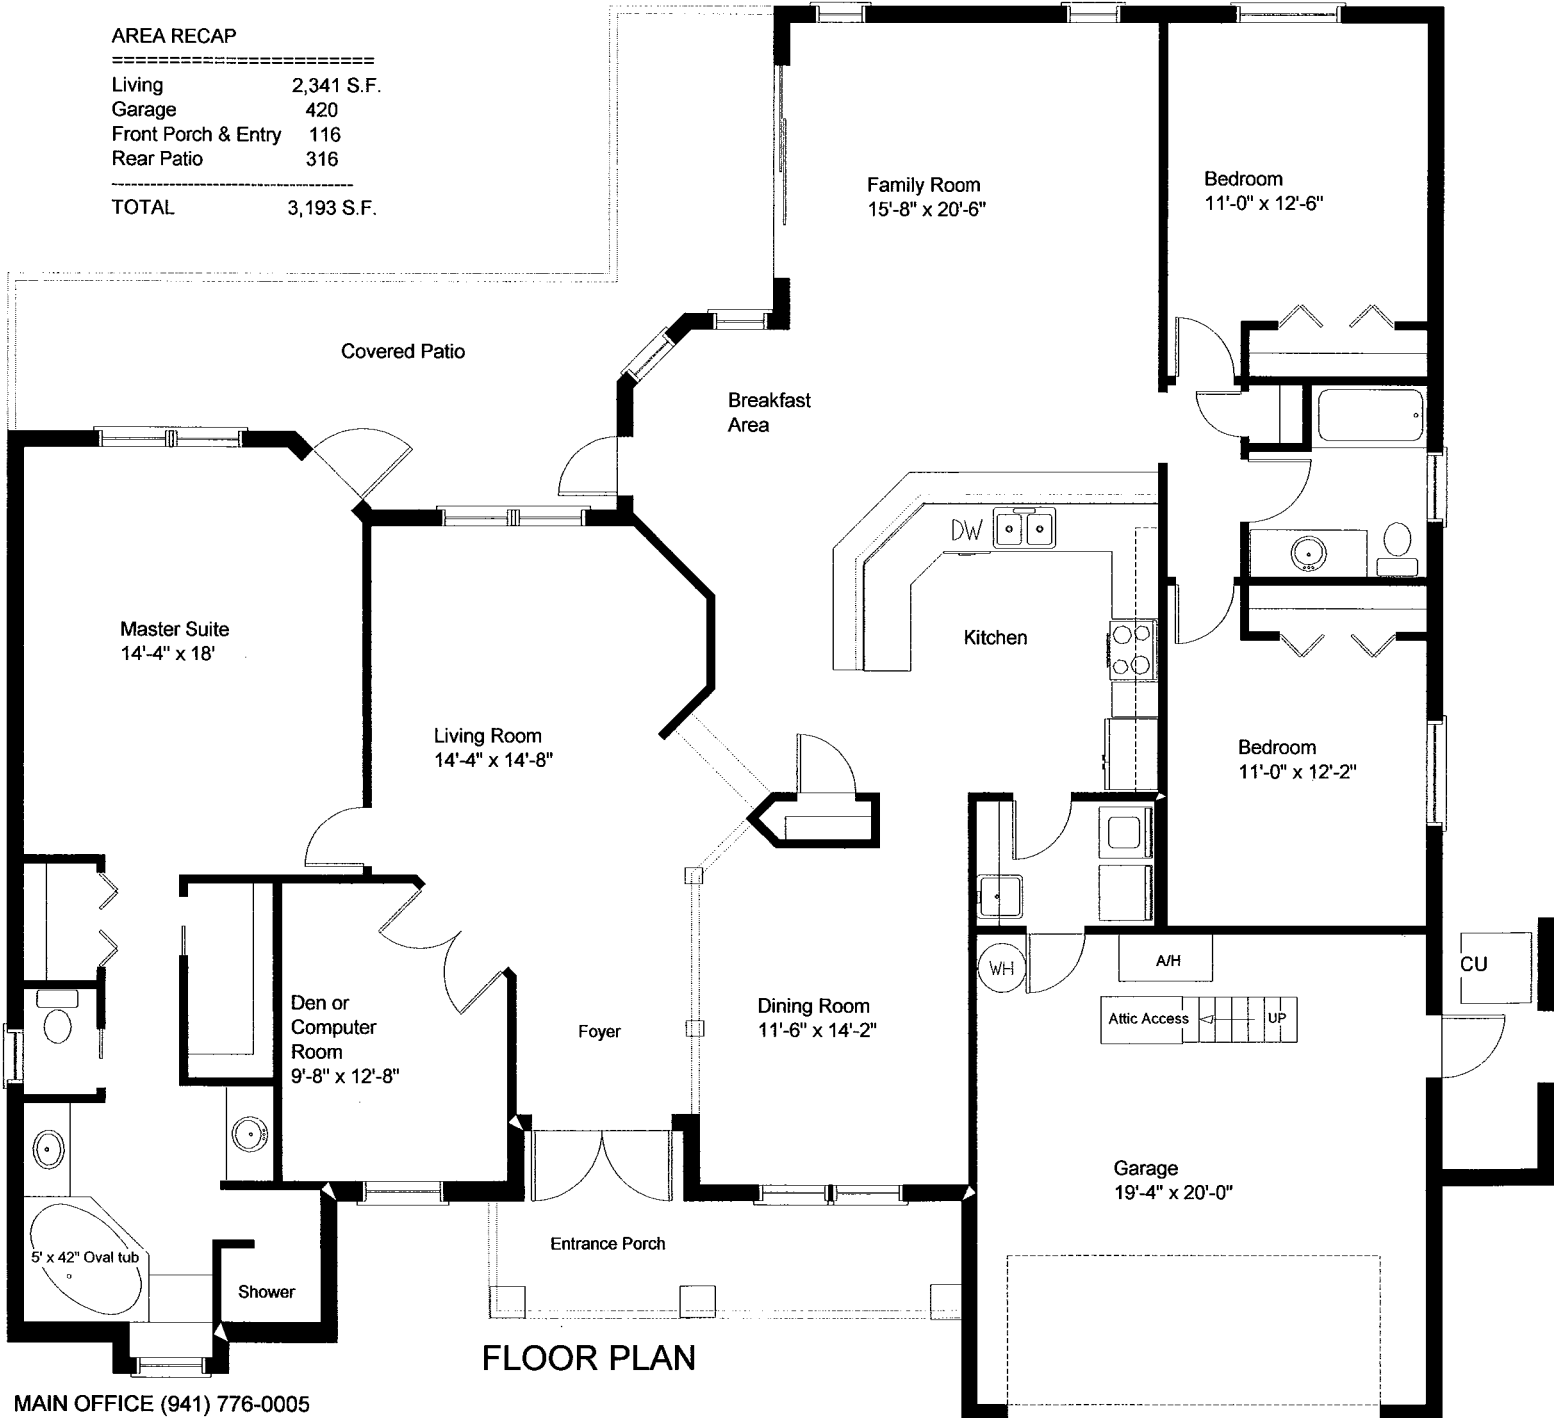 AREA RECAP
=========================
Living 2,341 S.F.
Garage 420
Front Porch & Entry 116
Rear Patio 316
----------------------------------------
TOTAL 3,193 S.F.
Family Room
15'-8" x 20'-6"
Bedroom
11'-0" x 12'-6"
Covered Patio
Breakfast
Area
DW
Master Suite
14'-4" x 18'
Kitchen
Living Room
14'-4" x 14'-8"
Bedroom
11'-0" x 12'-2"
WH
A/H
CU
Den or
Computer
Room
9'-8" x 12'-8"
Foyer
Dining Room
11'-6" x 14'-2"
Attic Access
UP
Garage
19'-4" x 20'-0"
5' x 42" Oval tub
Entrance Porch
Shower
FLOOR PLAN
MAIN OFFICE (941) 776-0005